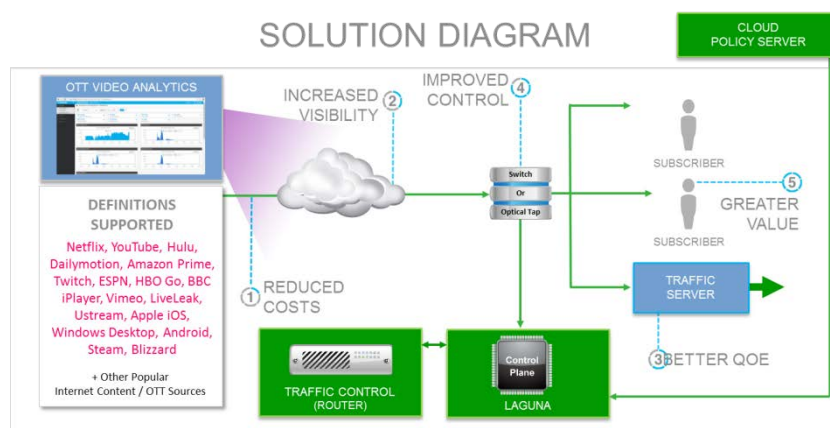 SOLUTION DIAGRAM
CLOUD
POLICY SERVER
OTT VIDEO ANALYTICS
INCREASED
VISIBILITY
2
IMPROVED
CONTROL
4
Switch
Or
Optical Tap
SUBSCRIBER
SUBSCRIBER
5
GREATER
VALUE
DEFINITIONS
SUPPORTED
Netflix, YouTube, Hulu,
Dailymotion, Amazon Prime,
Twitch, ESPN, HBO Go, BBC
iPlayer, Vimeo, LiveLeak,
Ustream, Apple iOS,
Windows Desktop, Android,
Steam, Blizzard
+ Other Popular
Internet Content / OTT Sources
1
REDUCED
COSTS
TRAFFIC
SERVER
3
BETTER QOE
TRAFFIC CONTROL
(ROUTER)
Control
Plane
LAGUNA